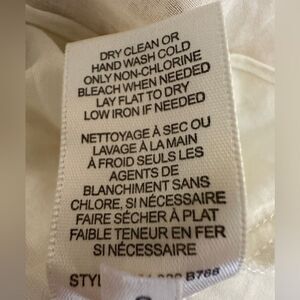 DRY CLEAN OR
HAND WASH COLD
ONLY NON-CHLORINE
BLEACH WHEN NEEDED
LAY FLAT TO DRY
LOW IRON IF NEEDED
NETTOYAGE À SEC OU
LAVAGE À LA MAIN
À FROID SEULS LES
AGENTS DE
BLANCHIMENT SANS
CHLORE, SI NÉCESSAIRE
FAIRE SÉCHER À PLAT
FAIBLE TENEUR EN FER
SI NÉCESSAIRE
B766